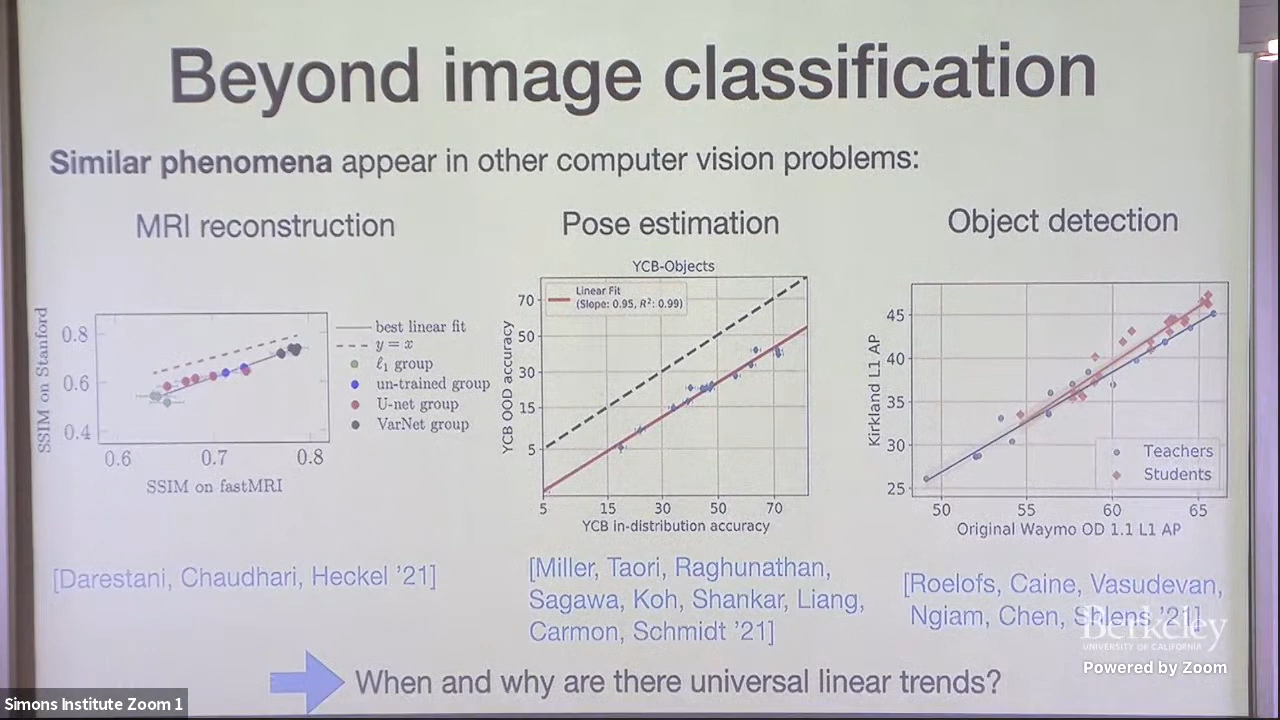 Beyond image classification
Similar phenomena appear in other computer vision problems:
MRI reconstruction
Pose estimation
Object detection
SSIM on Stanford
0.8
0.6
0.4
0.6
0.7
0.8
SSIM on fastMRI
best linear fit
y = x
ℓ1 group
un-trained group
U-net group
VarNet group
YCB-Objects
Linear Fit
(Slope: 0.95, R²: 0.99)
YCB OOD accuracy
70
50
30
15
5
5
15
30
50
70
YCB in-distribution accuracy
Kirkland L1 AP
45
40
35
30
25
50
55
60
65
Teachers
Students
Original Waymo OD 1.1 L1 AP
[Darestani, Chaudhari, Heckel '21]
[Miller, Taori, Raghunathan,
Sagawa, Koh, Shankar, Liang,
Carmon, Schmidt '21]
[Roelofs, Caine, Vasudevan,
Ngiam, Chen, Shlens '21]
When and why are there universal linear trends?
Berkeley
UNIVERSITY OF CALIFORNIA
Powered by Zoom
Simons Institute Zoom 1